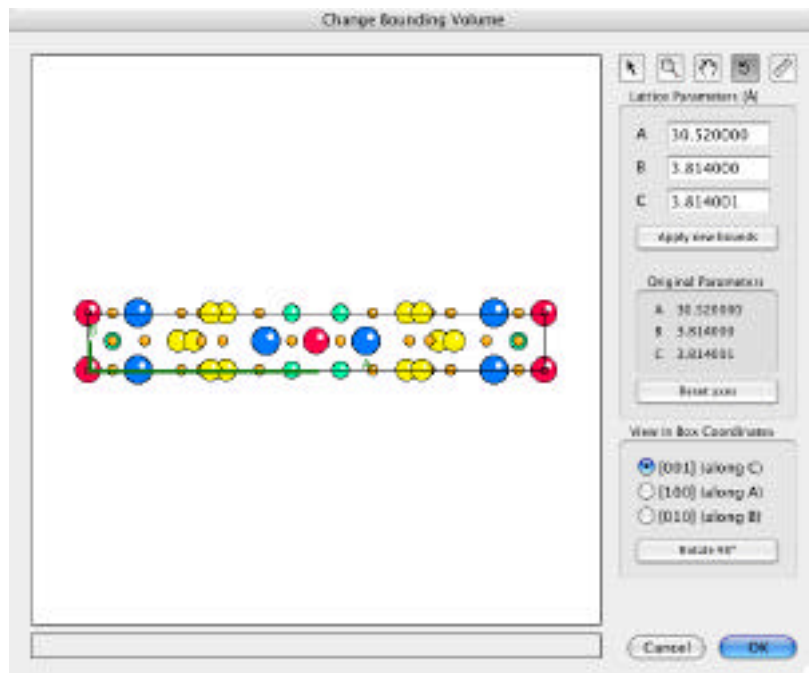 Change Bounding Volume
Lattice Parameters (Å)
A 30.520000
B 3.814000
C 3.814001
Apply new bounds
Original Parameters
A 30.520000
B 3.814000
C 3.814001
Reset axes
View in Box Coordinates
[001] (along C)
[100] (along A)
[010] (along B)
Rotate 90°
Cancel OK